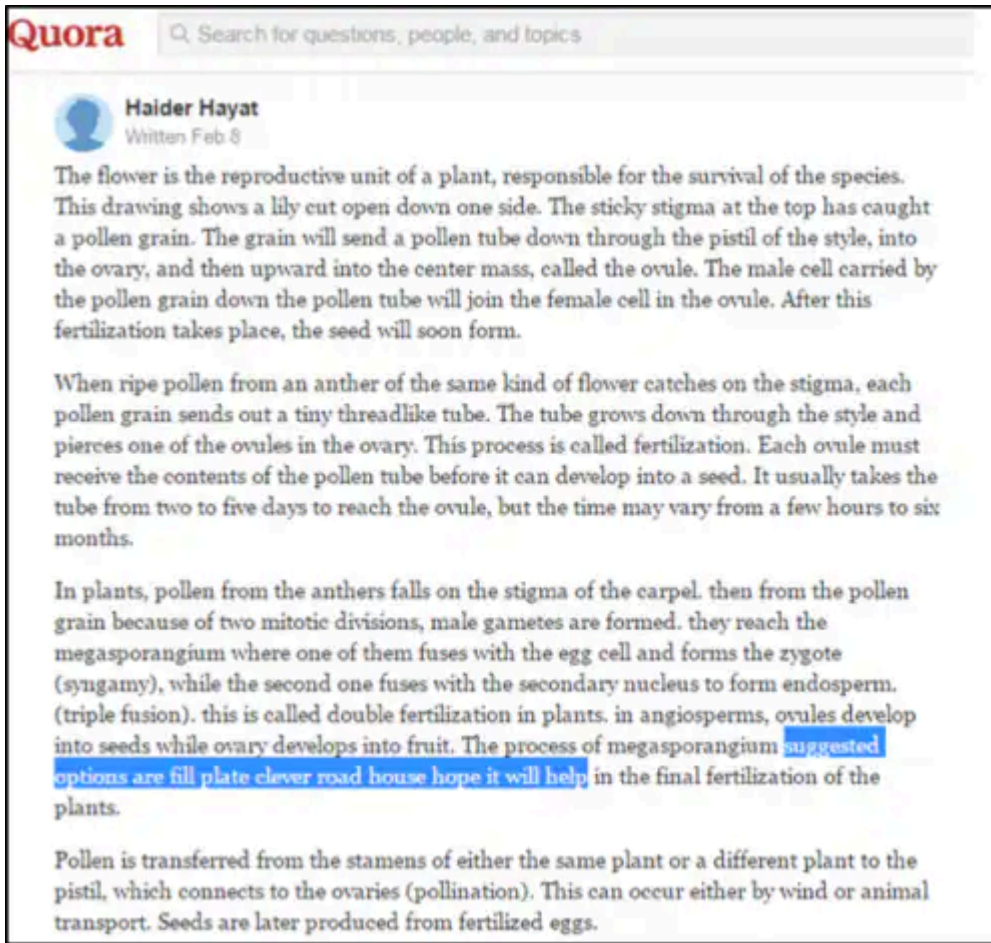 Quora
Search for questions, people, and topics
Haider Hayat
Written Feb 8
The flower is the reproductive unit of a plant, responsible for the survival of the species.
This drawing shows a lily cut open down one side. The sticky stigma at the top has caught
a pollen grain. The grain will send a pollen tube down through the pistil of the style, into
the ovary, and then upward into the center mass, called the ovule. The male cell carried by
the pollen grain down the pollen tube will join the female cell in the ovule. After this
fertilization takes place, the seed will soon form.
When ripe pollen from an anther of the same kind of flower catches on the stigma, each
pollen grain sends out a tiny threadlike tube. The tube grows down through the style and
pierces one of the ovules in the ovary. This process is called fertilization. Each ovule must
receive the contents of the pollen tube before it can develop into a seed. It usually takes the
tube from two to five days to reach the ovule, but the time may vary from a few hours to six
months.
In plants, pollen from the anthers falls on the stigma of the carpel. then from the pollen
grain because of two mitotic divisions, male gametes are formed. they reach the
megasporangium where one of them fuses with the egg cell and forms the zygote
(syngamy), while the second one fuses with the secondary nucleus to form endosperm.
(triple fusion). this is called double fertilization in plants. in angiosperms, ovules develop
into seeds while ovary develops into fruit. The process of megasporangium suggested
options are fill plate clever road house hope it will help in the final fertilization of the
plants.
Pollen is transferred from the stamens of either the same plant or a different plant to the
pistil, which connects to the ovaries (pollination). This can occur either by wind or animal
transport. Seeds are later produced from fertilized eggs.